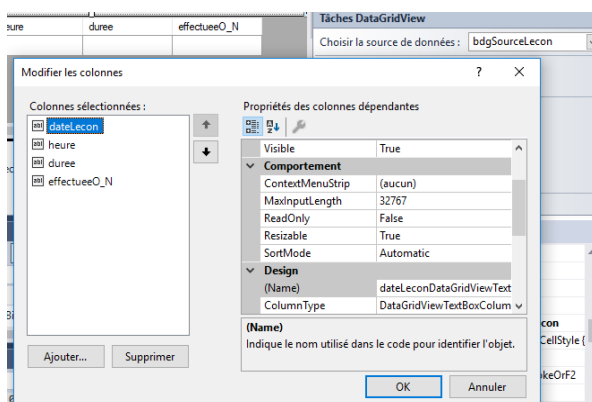 eure duree effectueeO_N
Tâches DataGridView
Choisir la source de données : bdgSourceLecon
Modifier les colonnes ? ×
Colonnes sélectionnées :
dateLecon
heure
duree
effectueeO_N
Ajouter... Supprimer
Propriétés des colonnes dépendantes
Visible True
Comportement
ContextMenuStrip (aucun)
MaxInputLength 32767
ReadOnly False
Resizable True
SortMode Automatic
Design
(Name) dateLeconDataGridViewText
ColumnType DataGridViewTextBoxColum
(Name)
Indique le nom utilisé dans le code pour identifier l'objet.
OK Annuler
con
CellStyle {
keOrF2